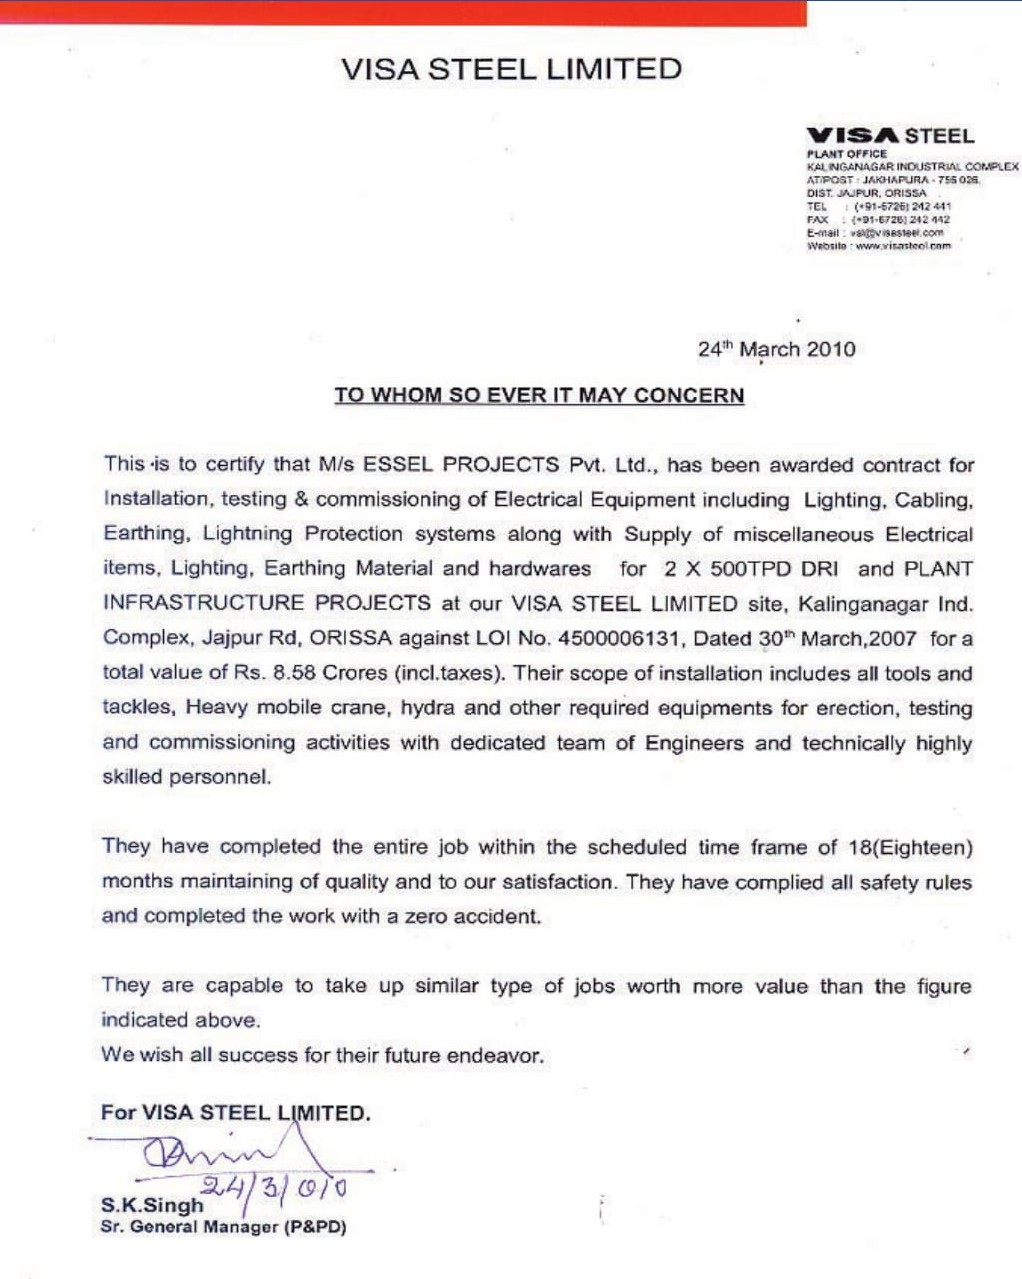 VISA STEEL LIMITED
VISA STEEL
PLANT OFFICE
KALINGANAGAR INDUSTRIAL COMPLEX
AT/POST : JAKHAPURA - 755 026.
DIST. JAJPUR, ORISSA
TEL : (+91-6726) 242 441
FAX : (+91-6726) 242 442
E-mail : vsl@visasteel.com
Website : www.visasteel.com
24th March 2010
TO WHOM SO EVER IT MAY CONCERN
This is to certify that M/s ESSEL PROJECTS Pvt. Ltd., has been awarded contract for
Installation, testing & commissioning of Electrical Equipment including Lighting, Cabling,
Earthing, Lightning Protection systems along with Supply of miscellaneous Electrical
items, Lighting, Earthing Material and hardwares for 2 X 500TPD DRI and PLANT
INFRASTRUCTURE PROJECTS at our VISA STEEL LIMITED site, Kalinganagar Ind.
Complex, Jajpur Rd, ORISSA against LOI No. 4500006131, Dated 30th March,2007 for a
total value of Rs. 8.58 Crores (incl.taxes). Their scope of installation includes all tools and
tackles, Heavy mobile crane, hydra and other required equipments for erection, testing
and commissioning activities with dedicated team of Engineers and technically highly
skilled personnel.
They have completed the entire job within the scheduled time frame of 18(Eighteen)
months maintaining of quality and to our satisfaction. They have complied all safety rules
and completed the work with a zero accident.
They are capable to take up similar type of jobs worth more value than the figure
indicated above.
We wish all success for their future endeavor.
For VISA STEEL LIMITED.
24/3/010
S.K.Singh
Sr. General Manager (P&PD)